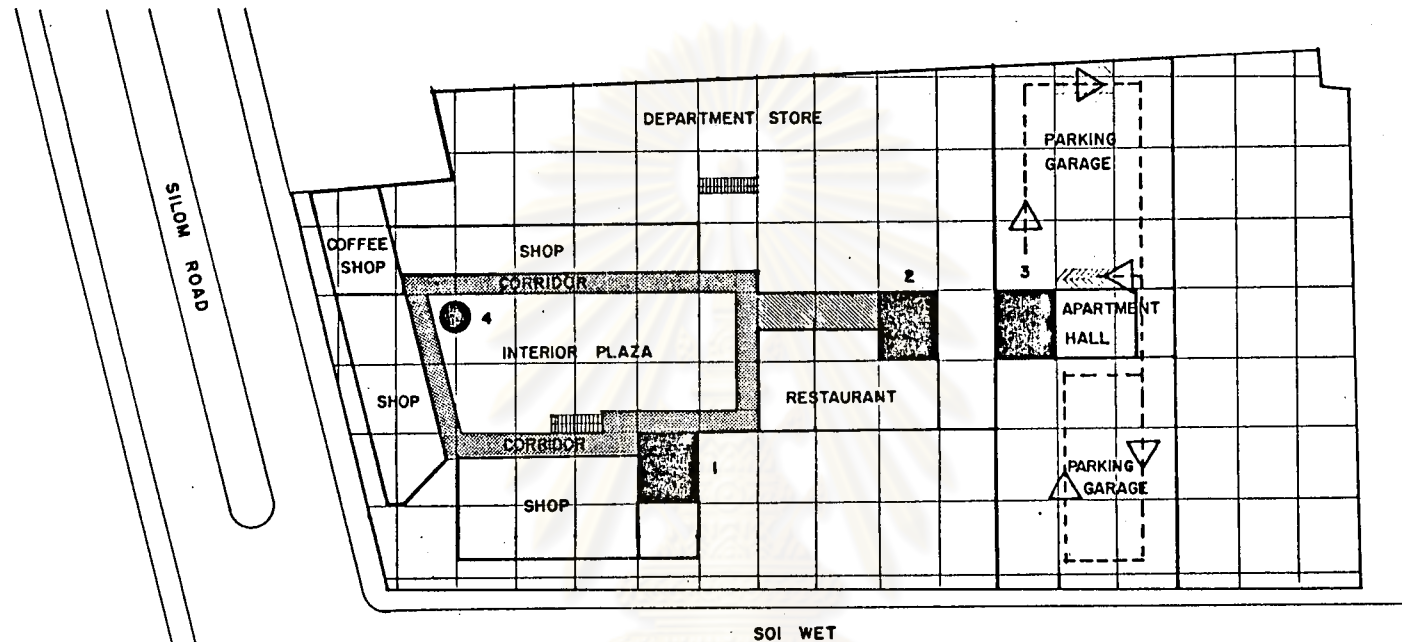 DEPARTMENT STORE
PARKING
GARAGE
SILOM ROAD
COFFEE
SHOP
SHOP
CORRIDOR
2
3
4
APARTMENT
HALL
INTERIOR PLAZA
SHOP
RESTAURANT
CORRIDOR
1
PARKING
GARAGE
SHOP
SOI WET